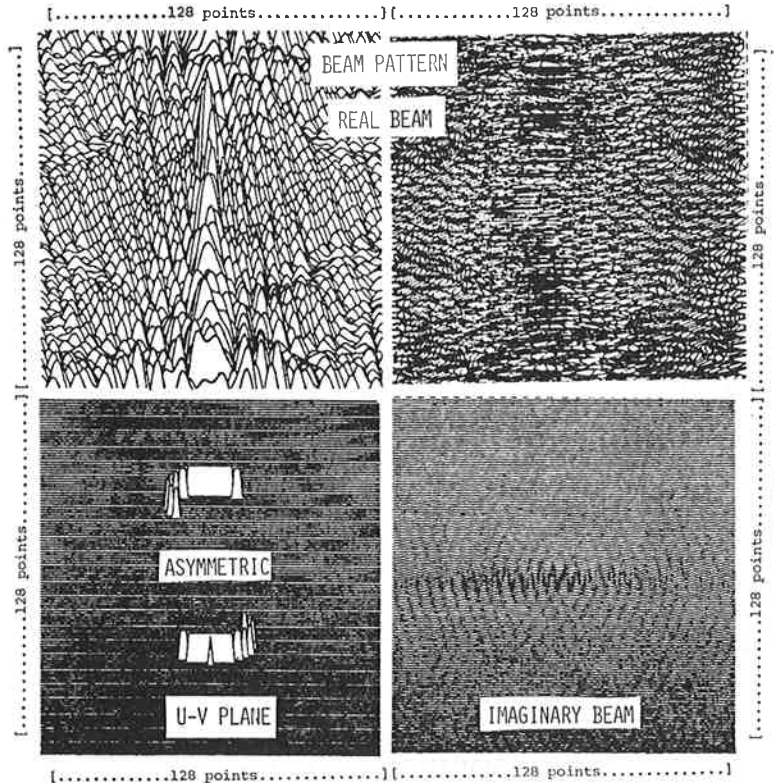 [...........128 points.............}[...........128 points.............]
BEAM PATTERN
REAL BEAM
[...........128 points...........]
[...........128 points...........]
ASYMMETRIC
U-V PLANE
IMAGINARY BEAM
[...........128 points...........]
[...........128 points...........]
[...........128 points............][............128 points...........]